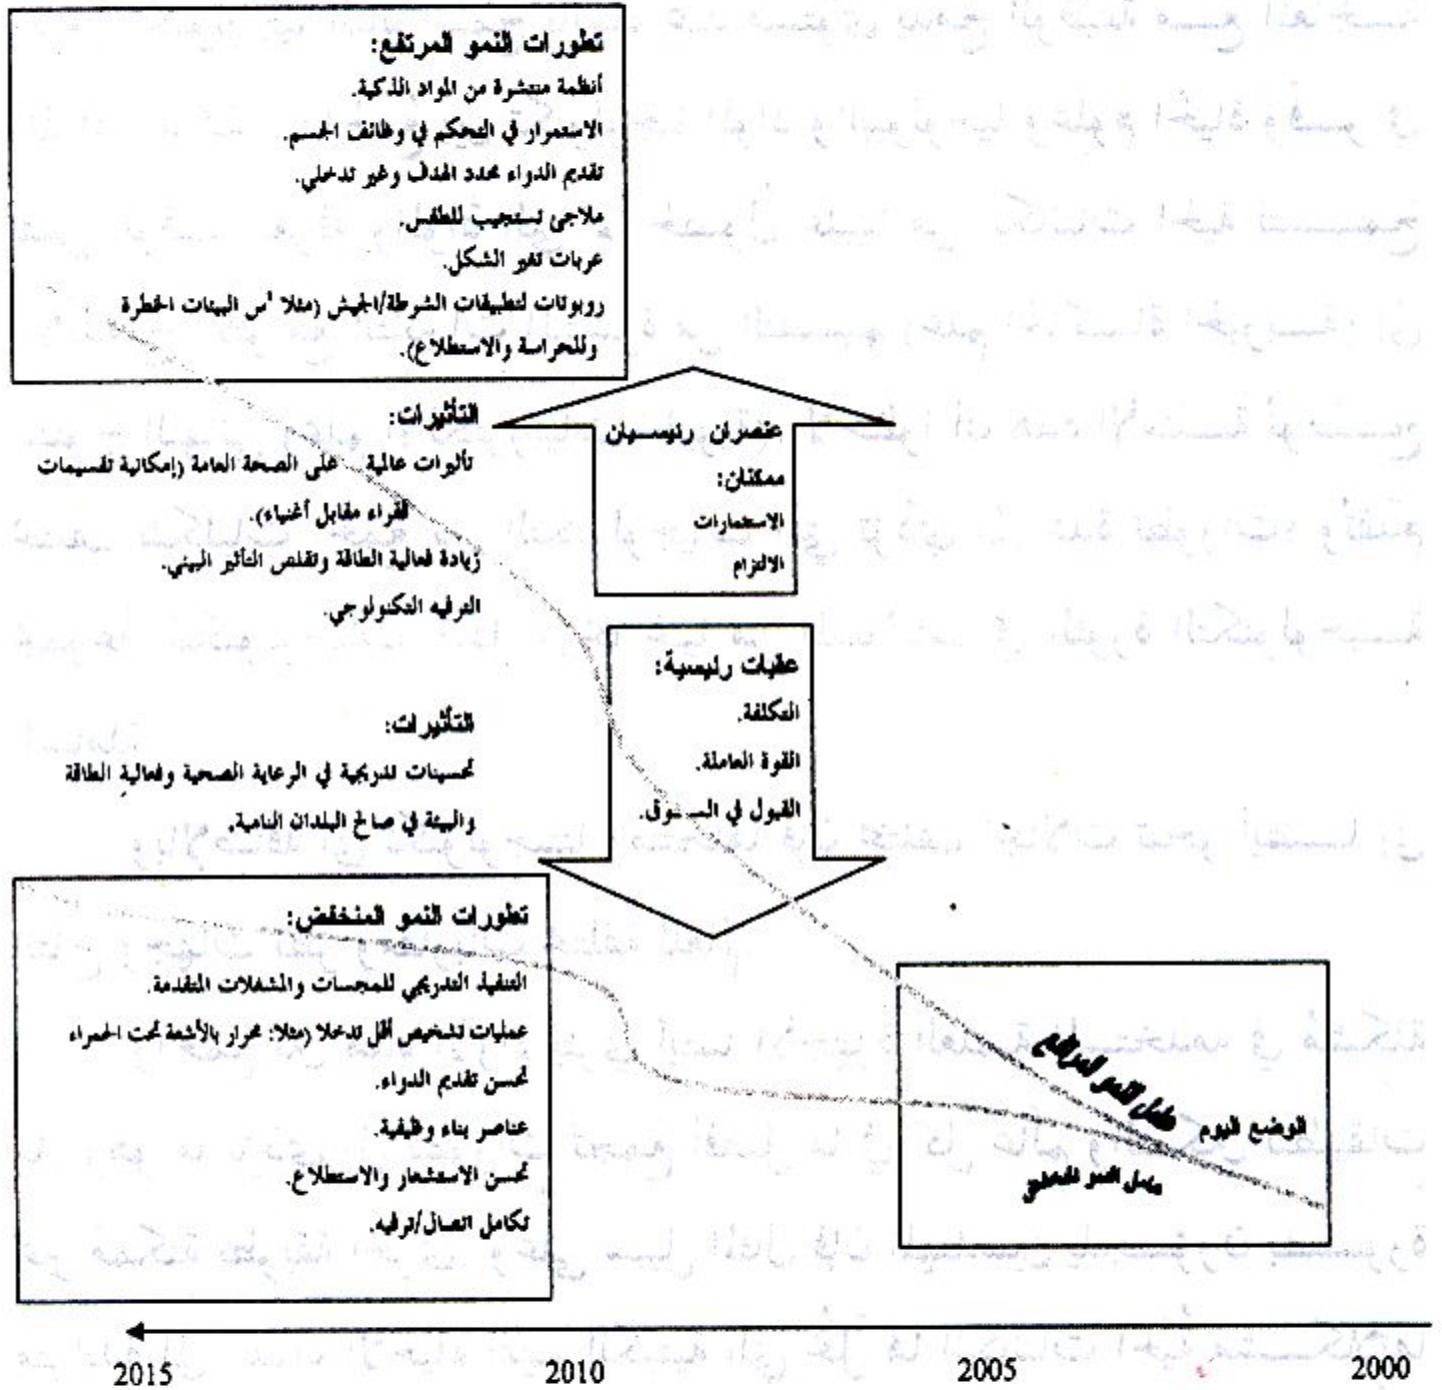 تطورات النمو المرتفع:
أنظمة منتشرة من المواد الذكية.
الاستمرار في التحكم في وظائف الجسم.
تقديم الدواء محدد الهدف وغير تدخلي.
ملاجئ تستجيب للطقس.
عربات تغير الشكل.
روبوتات لتطبيقات الشرطة/الجيش (مثلا البيئات الخطرة
وللحراسة والاستطلاع).
التأثيرات:
تأثيرات عالمية على الصحة العامة (إمكانية تقسيمات
فقراء مقابل أغنياء).
زيادة فعالية الطاقة وتقلص التأثير البيئي.
الترفيه التكنولوجي.
عنصران رئيسيان
ممكنان:
الاستثمارات
الالتزام
عقبات رئيسية:
التكلفة.
القوة العاملة.
القبول في السوق.
التأثيرات:
تحسينات تدريجية في الرعاية الصحية وفعالية الطاقة
والبيئة في صالح البلدان النامية.
تطورات النمو المنخفض:
التنفيذ التدريجي للمجسات والمشغلات المتقدمة.
عمليات تشخيص أقل تدخلا (مثلا: محرار بالأشعة تحت الحمراء
تحسن تقديم الدواء.
عناصر بناء وظيفية.
تحسن الاستشعار والاستطلاع.
تكامل اتصال/ترفيه.
معامل النمو المرتفع
الوضع اليوم
معامل النمو المنخفض
2000
2005
2010
2015